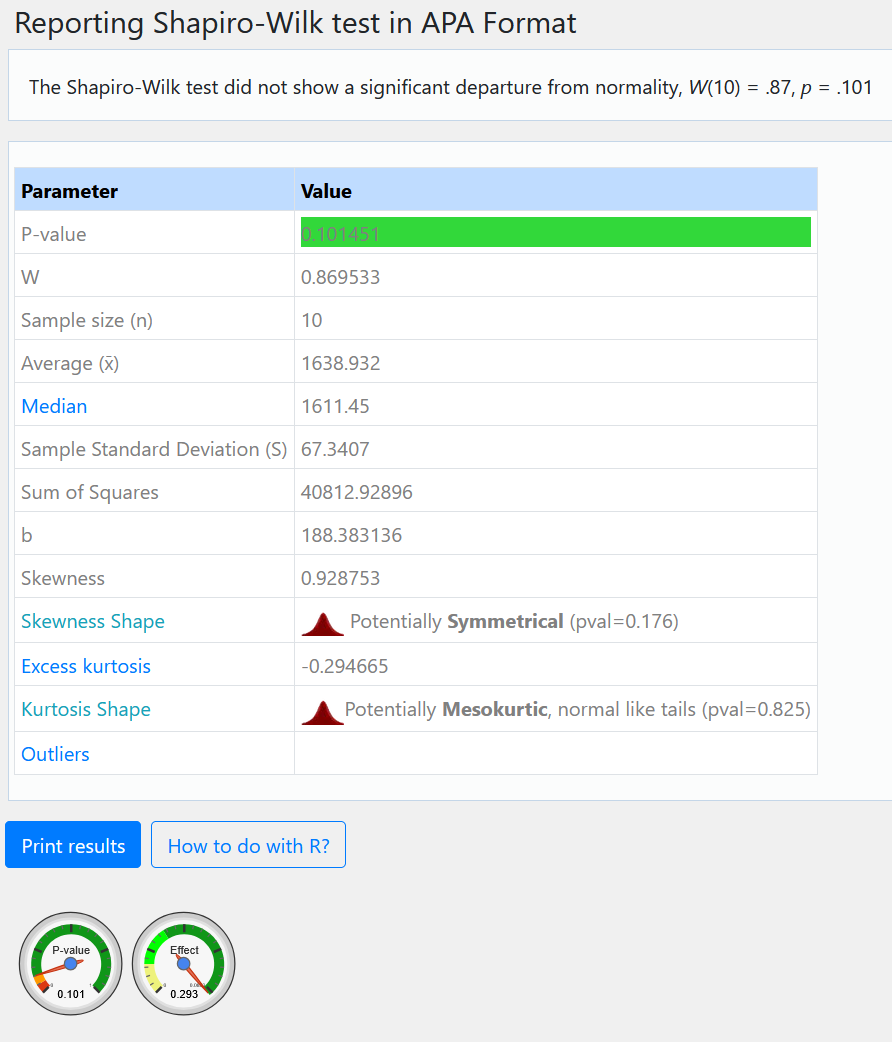 Reporting Shapiro-Wilk test in APA Format
The Shapiro-Wilk test did not show a significant departure from normality, W(10) = .87, p = .101
Parameter Value
P-value 0.101451
W 0.869533
Sample size (n) 10
Average (x̄) 1638.932
Median 1611.45
Sample Standard Deviation (S) 67.3407
Sum of Squares 40812.92896
b 188.383136
Skewness 0.928753
Skewness Shape Potentially Symmetrical (pval=0.176)
Excess kurtosis -0.294665
Kurtosis Shape Potentially Mesokurtic, normal like tails (pval=0.825)
Outliers
Print results How to do with R?
P-value Effect
0.101 0.293